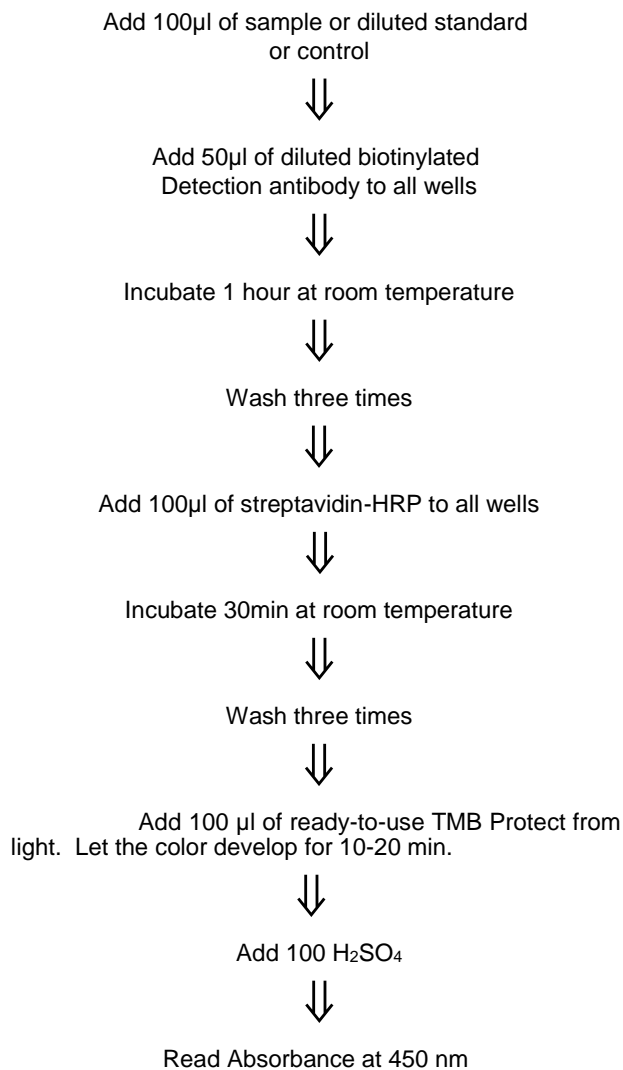 Add 100µl of sample or diluted standard
or control
Add 50µl of diluted biotinylated
Detection antibody to all wells
Incubate 1 hour at room temperature
Wash three times
Add 100µl of streptavidin-HRP to all wells
Incubate 30min at room temperature
Wash three times
Add 100 µl of ready-to-use TMB Protect from
light. Let the color develop for 10-20 min.
Add 100 H₂SO₄
Read Absorbance at 450 nm